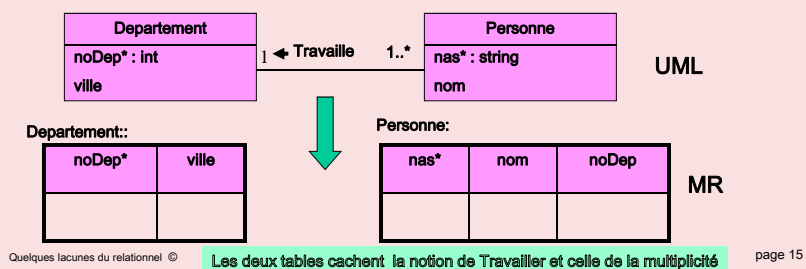 Departement
noDep* : int
ville
1
Travaille
1..*
Personne
nas* : string
nom
UML
Departement::
noDep* ville
Personne:
nas* nom noDep
MR
Quelques lacunes du relationnel ©
Les deux tables cachent la notion de Travailler et celle de la multiplicité
page 15